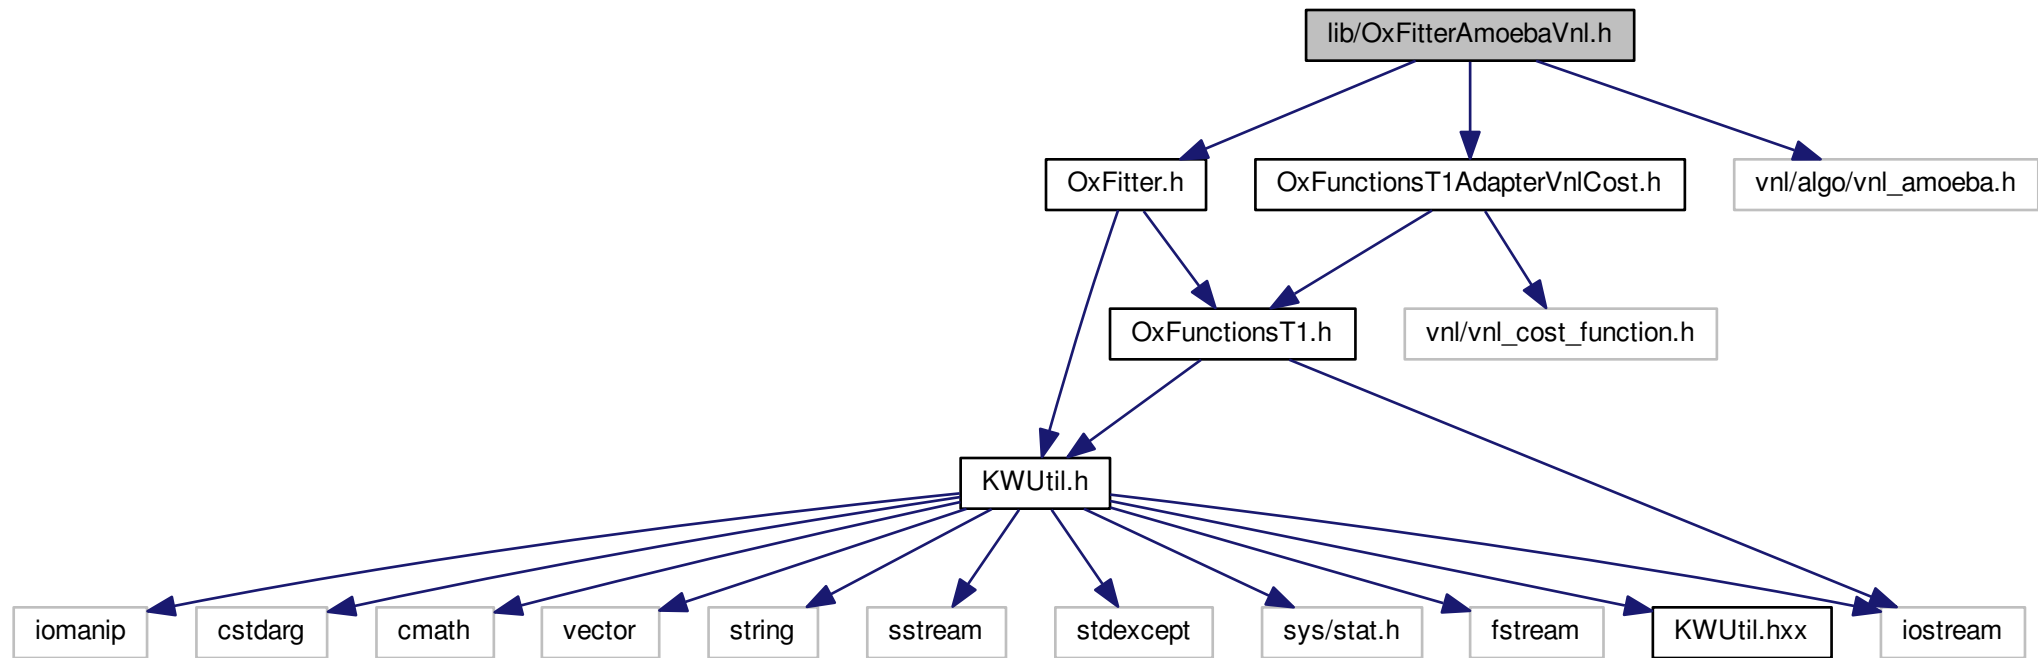 lib/OxFitterAmoebaVnl.h
OxFitter.h
OxFunctionsT1AdapterVnlCost.h
vnl/algo/vnl_amoeba.h
OxFunctionsT1.h
vnl/vnl_cost_function.h
KWUtil.h
iomanip
cstdarg
cmath
vector
string
sstream
stdexcept
sys/stat.h
fstream
KWUtil.hxx
iostream